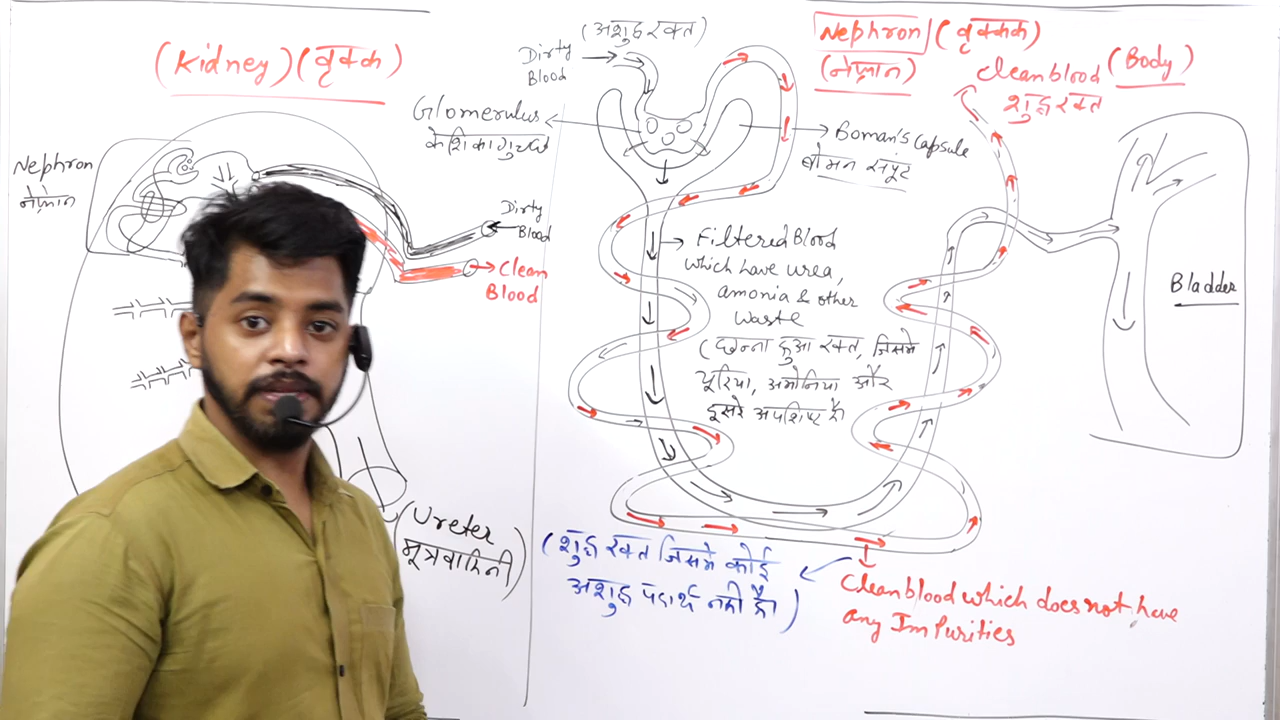 (Kidney) (वृक्क)
Nephron
नेफ्रान
Dirty
Blood
Clean
Blood
(Ureter
मूत्रवाहिनी)
(अशुद्ध रक्त)
Dirty
Blood
Glomerulus
केशिकागुच्छ
Nephron (वृक्कक)
(नेफ्रान)
Boman's Capsule
बोमन संपूट
Filtered Blood
which have urea,
amonia & other
waste
(छन्ना हुआ रक्त, जिसमे
यूरिया, अमोनिया और
दूसरे अपशिष्ट है।
Clean blood (Body)
शुद्ध रक्त
Bladder
(शुद्ध रक्त जिसमे कोई
अशुद्ध पदार्थ नही है।)
Clean blood which does not have
any Impurities